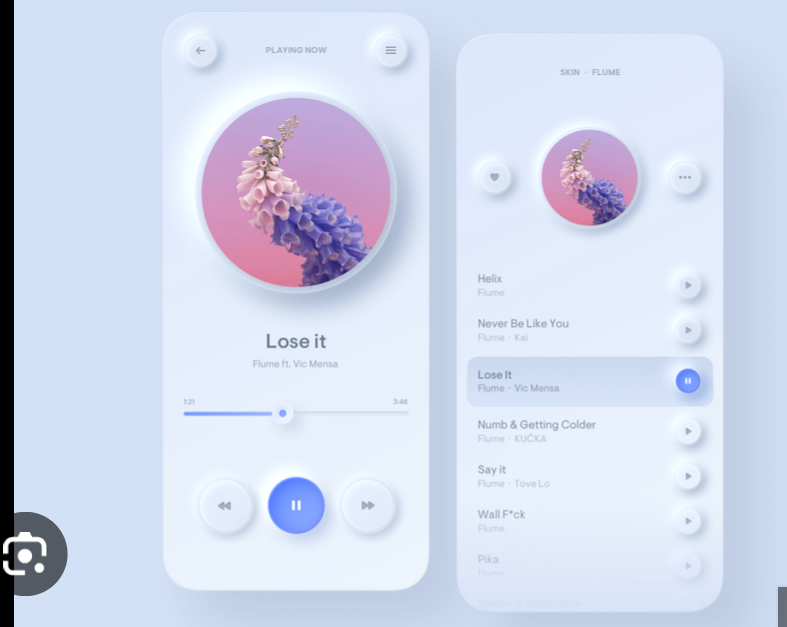 PLAYING NOW
Lose it
Flume ft. Vic Mensa
1:21
3:46
SKIN · FLUME
Helix
Flume
Never Be Like You
Flume · Kai
Lose It
Flume · Vic Mensa
Numb & Getting Colder
Flume · KUČKA
Say it
Flume · Tove Lo
Wall F*ck
Flume
Pika
Flume